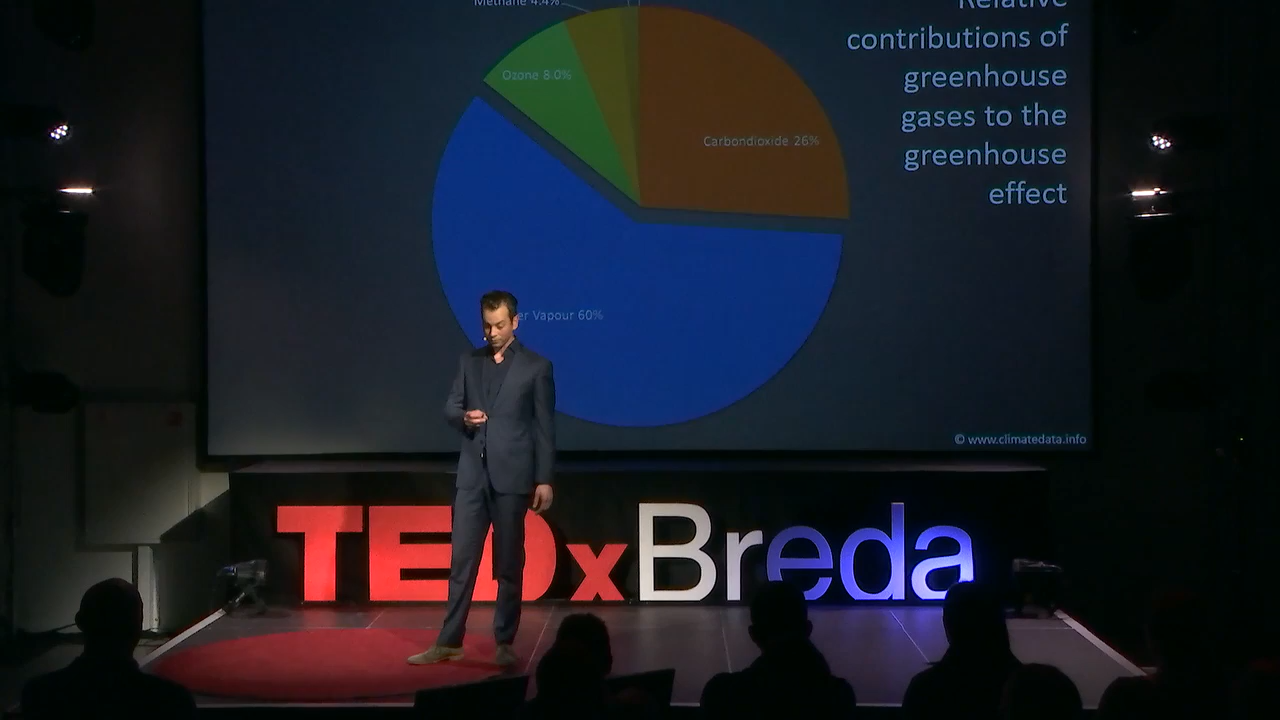 Methane 4.4%
Relative
contributions of
greenhouse
gases to the
greenhouse
effect
Ozone 8.0%
Carbondioxide 26%
er Vapour 60%
© www.climatedata.info
TEDxBreda